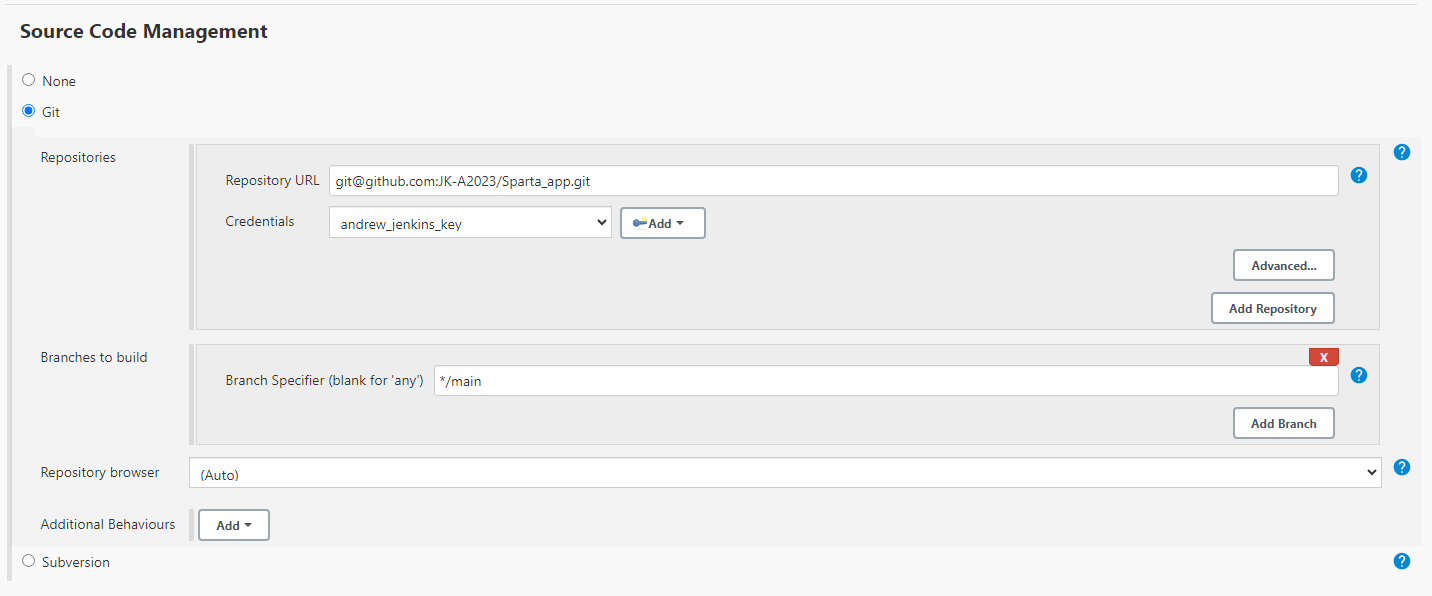 Source Code Management
None
Git
Repositories
?
Repository URL
git@github.com:JK-A2023/Sparta_app.git
?
Credentials
andrew_jenkins_key
Add
Advanced...
Add Repository
Branches to build
X
Branch Specifier (blank for 'any')
*/main
?
Add Branch
Repository browser
(Auto)
?
Additional Behaviours
Add
Subversion
?